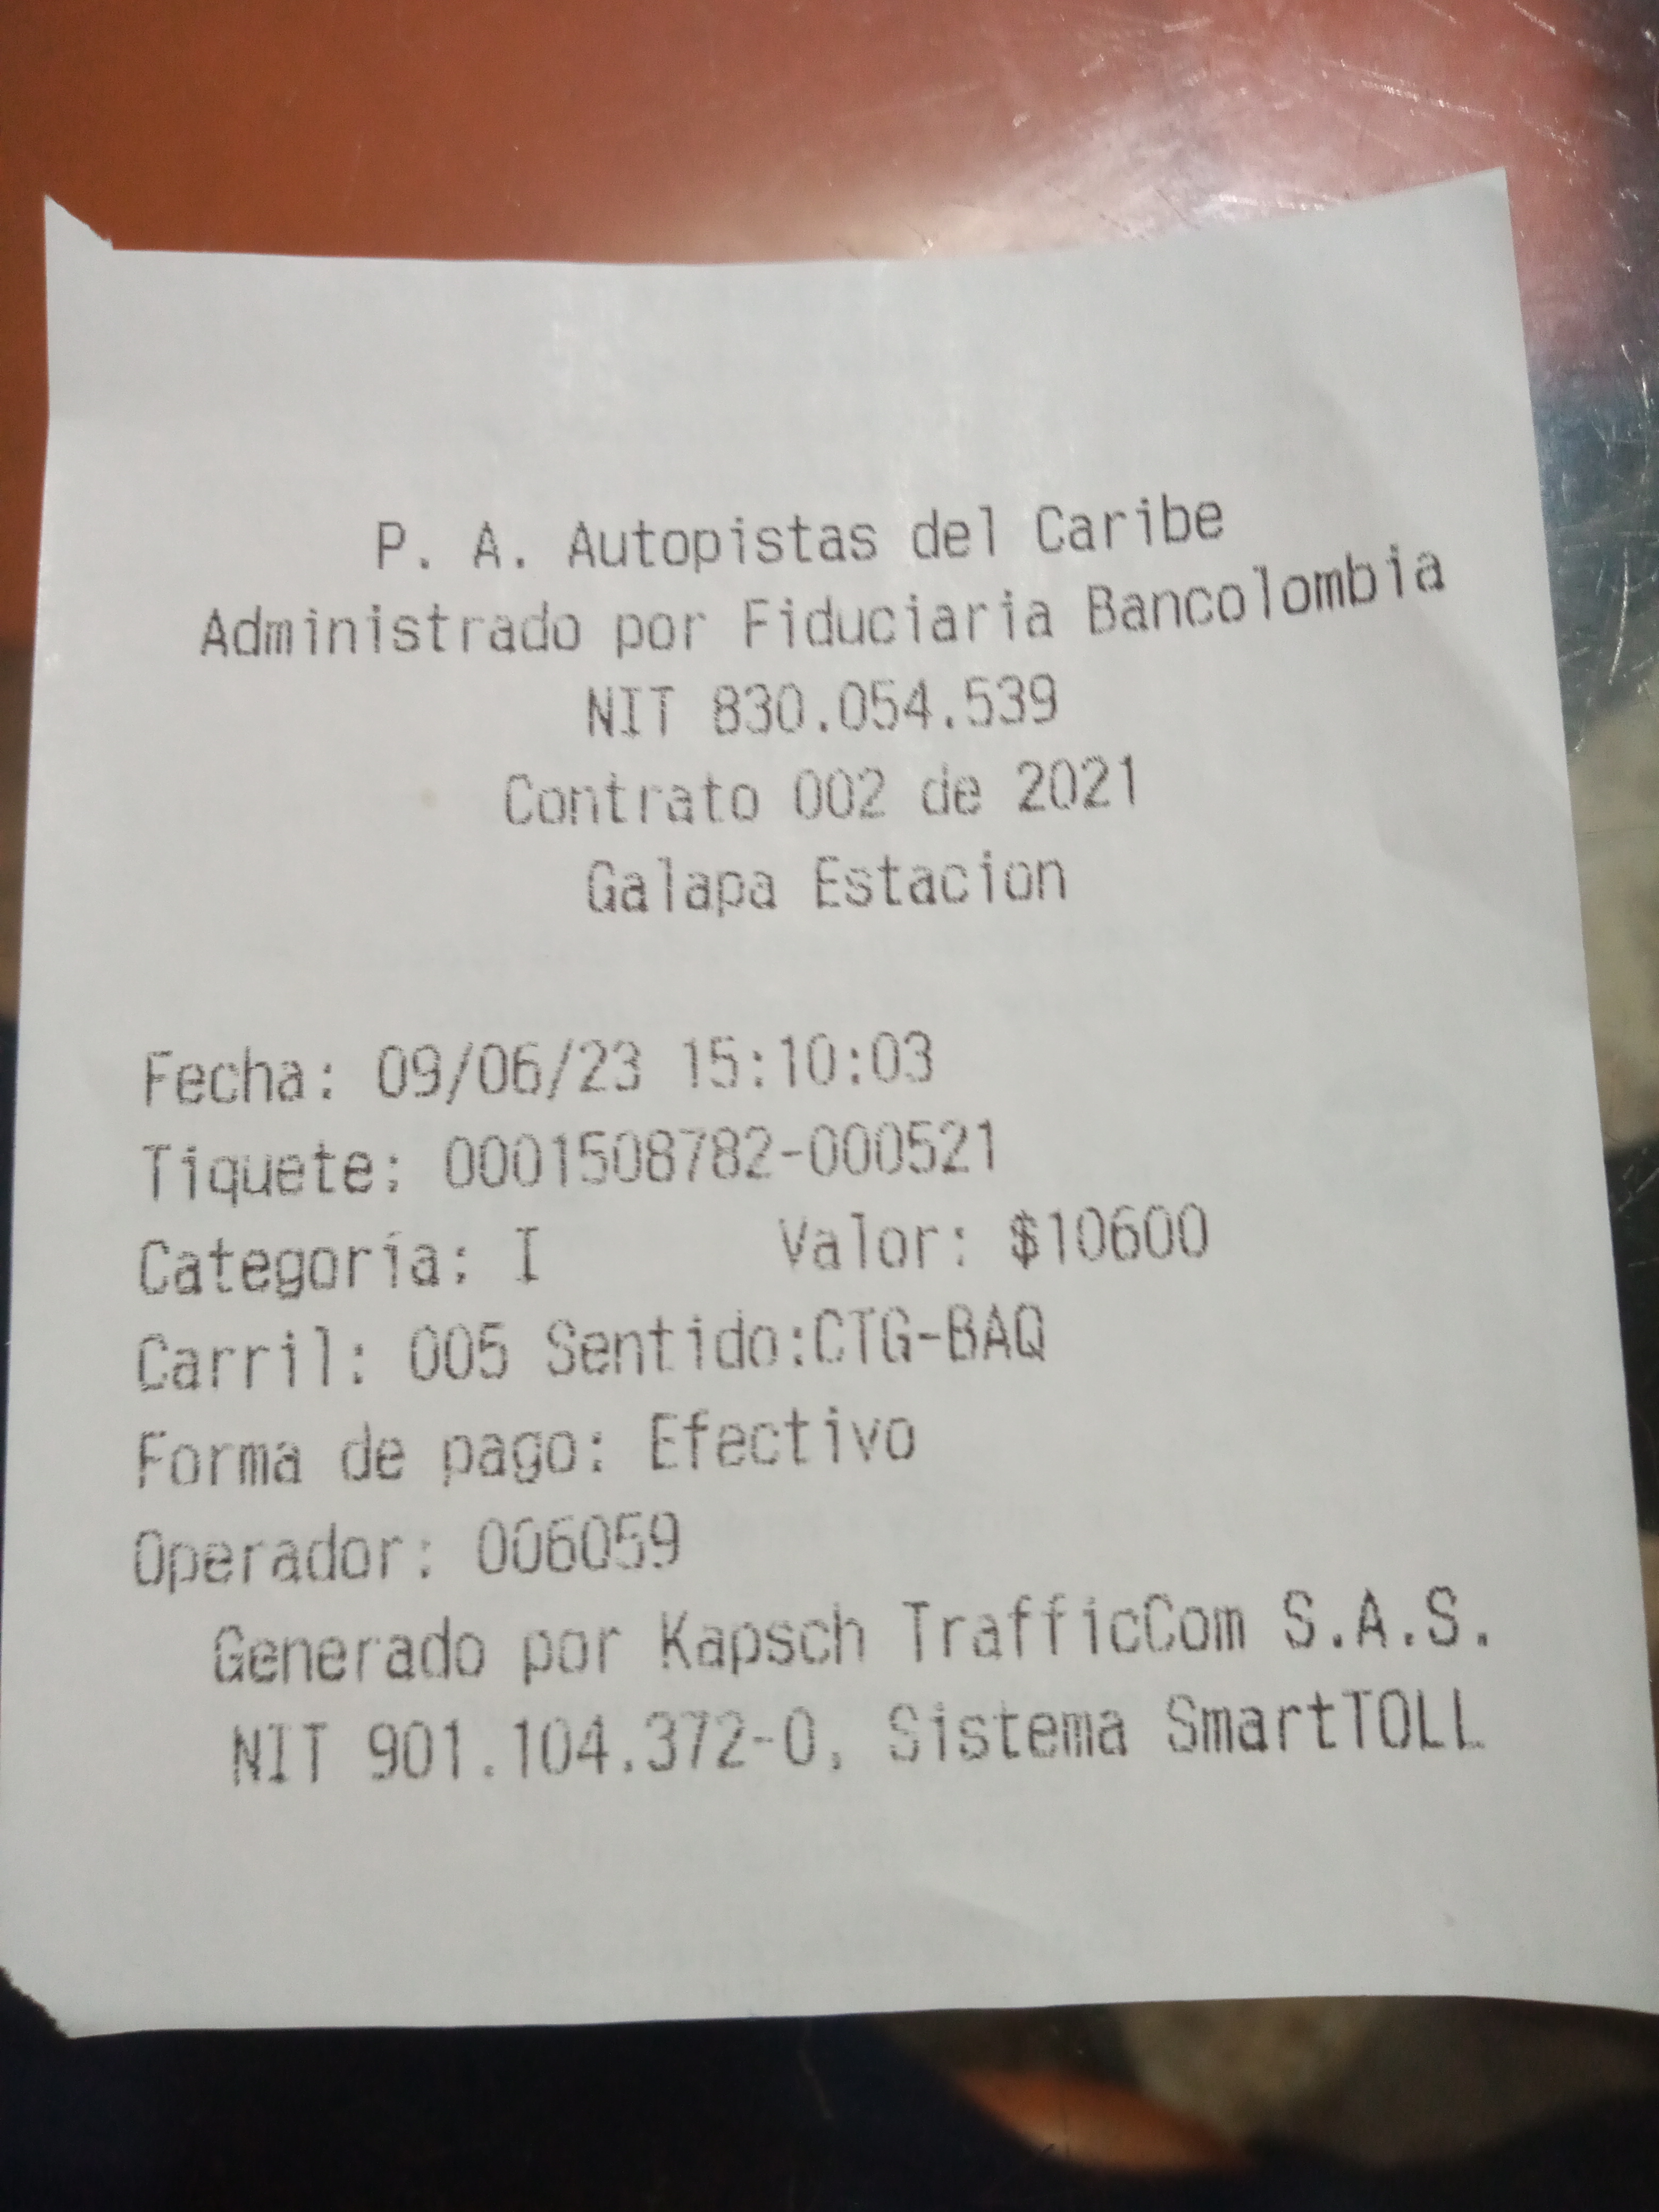 P. A. Autopistas del Caribe
Administrado por Fiduciaria Bancolombia
NIT 830.054.539
Contrato 002 de 2021
Galapa Estacion
Fecha: 09/06/23 15:10:03
Tiquete: 0001508782-000521
Categoría: I Valor: $10600
Carril: 005 Sentido:CTG-BAQ
Forma de pago: Efectivo
Operador: 006059
Generado por Kapsch TrafficCom S.A.S.
NIT 901.104.372-0, Sistema SmartTOLL